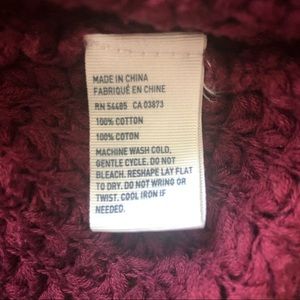 MADE IN CHINA
FABRIQUÉ EN CHINE
RN 54485 CA 03873
100% COTTON
100% COTON
MACHINE WASH COLD,
GENTLE CYCLE. DO NOT
BLEACH. RESHAPE LAY FLAT
TO DRY. DO NOT WRING OR
TWIST. COOL IRON IF
NEEDED.